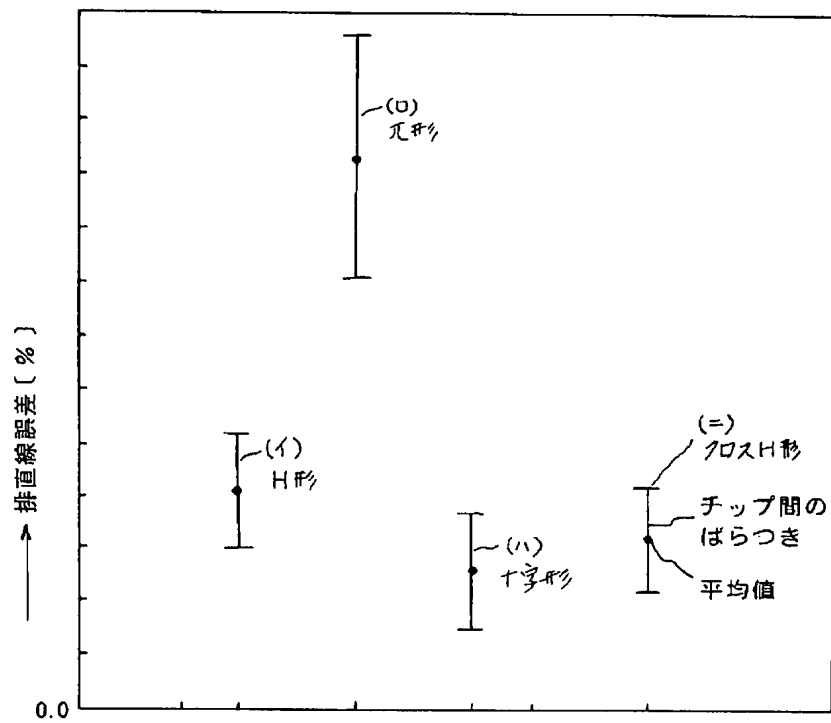 (ロ)
π形
(イ)
H形
(ハ)
十字形
(ニ)
クロスH形
チップ間の
ばらつき
平均値
→ 排直線誤差(%)
0.0